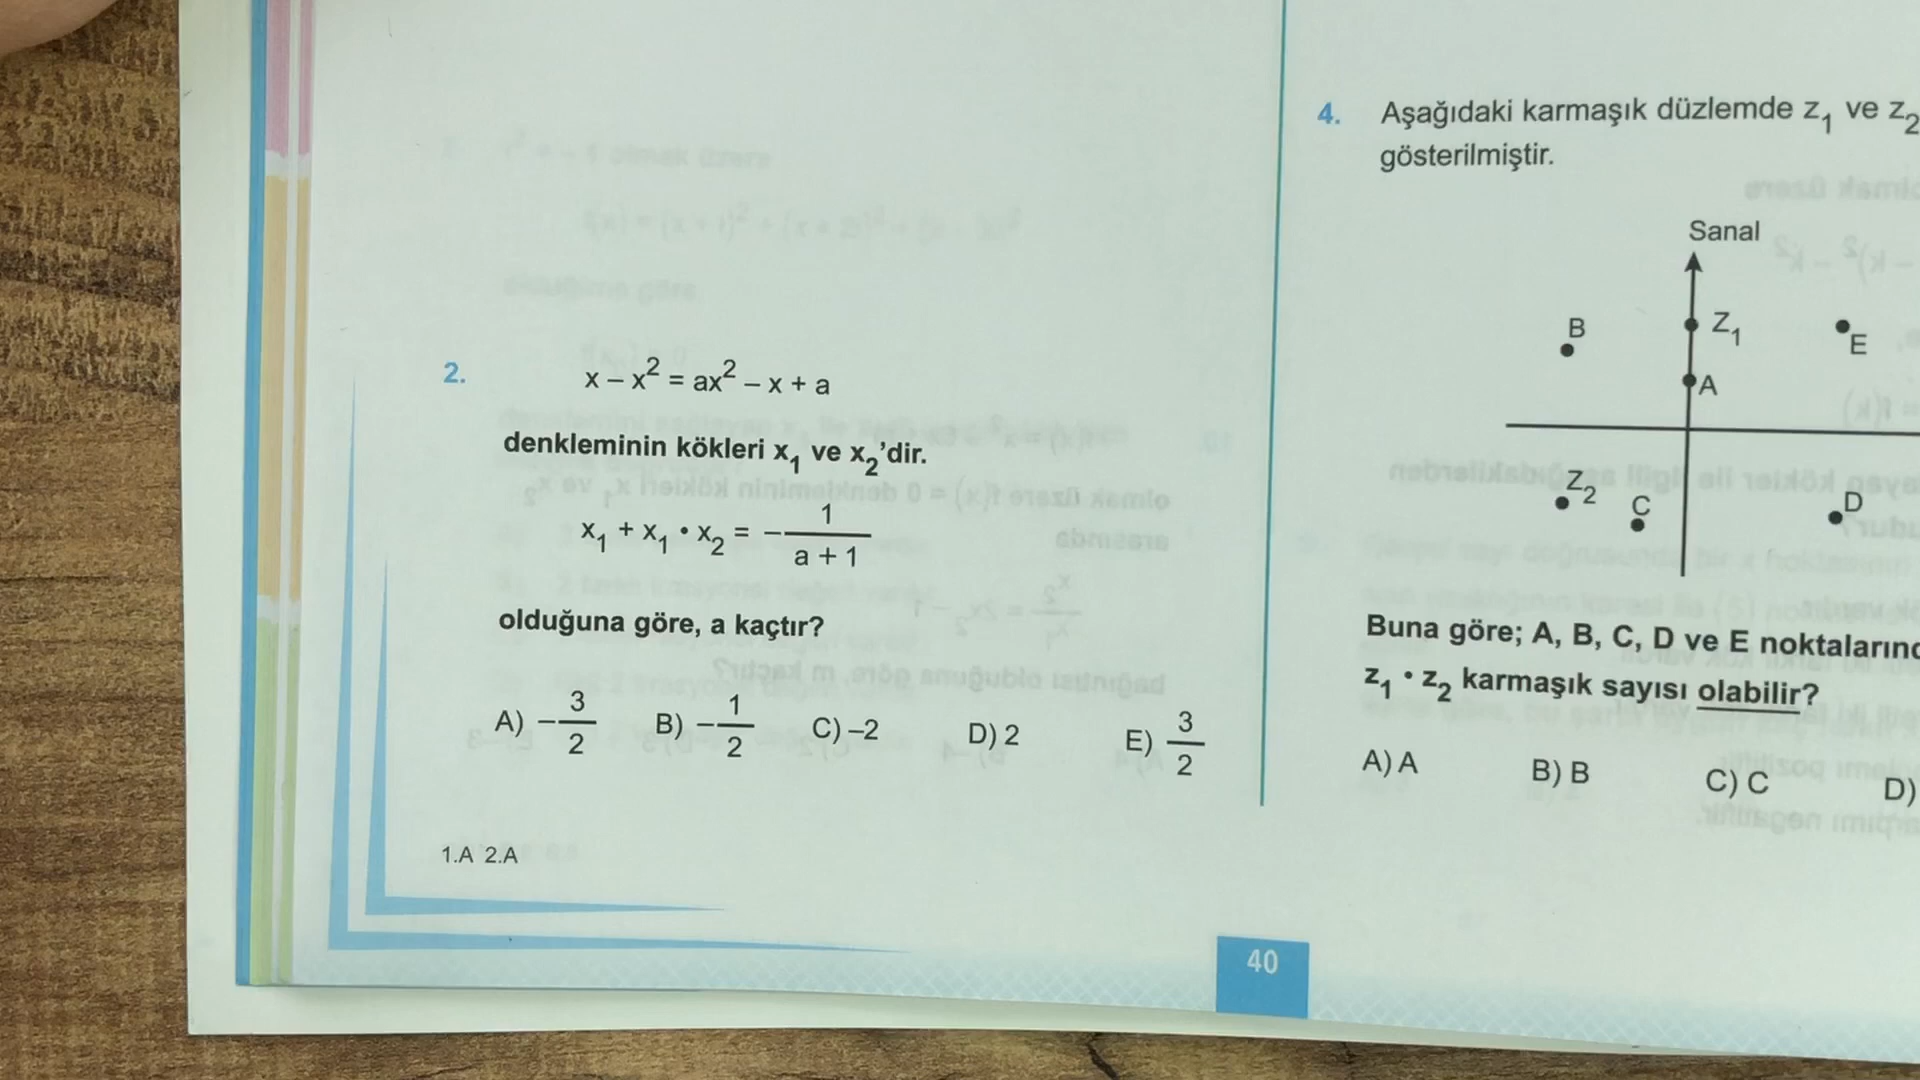 2.
x – x² = ax² – x + a
denkleminin kökleri x₁ ve x₂'dir.
x₁ + x₁ • x₂ = – 1/(a + 1)
olduğuna göre, a kaçtır?
A) –3/2 B) –1/2 C) –2 D) 2 E) 3/2
1.A 2.A
40
4. Aşağıdaki karmaşık düzlemde z₁ ve z₂
gösterilmiştir.
Sanal
B
Z₁
E
A
Z₂
C
D
Buna göre; A, B, C, D ve E
z₁ • z₂ karmaşık sayısı olabilir?
A) A B) B C) C D)